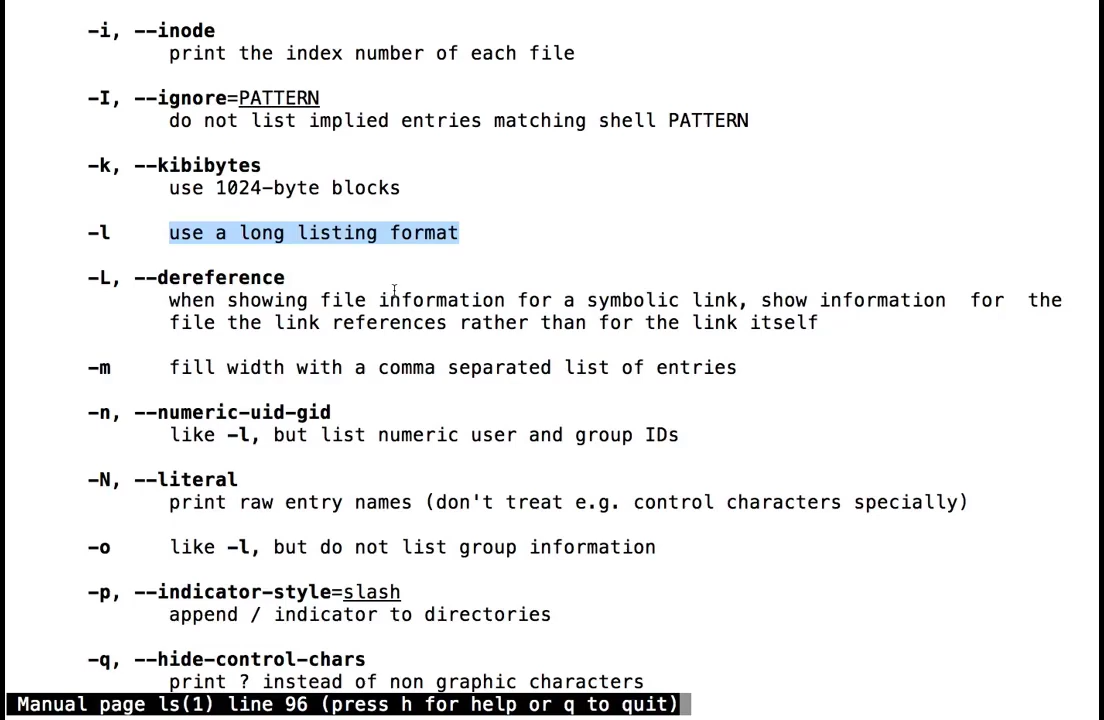 -i, --inode
print the index number of each file
-I, --ignore=PATTERN
do not list implied entries matching shell PATTERN
-k, --kibibytes
use 1024-byte blocks
-l use a long listing format
-L, --dereference
when showing file information for a symbolic link, show information for the
file the link references rather than for the link itself
-m fill width with a comma separated list of entries
-n, --numeric-uid-gid
like -l, but list numeric user and group IDs
-N, --literal
print raw entry names (don't treat e.g. control characters specially)
-o like -l, but do not list group information
-p, --indicator-style=slash
append / indicator to directories
-q, --hide-control-chars
print ? instead of non graphic characters
Manual page ls(1) line 96 (press h for help or q to quit)